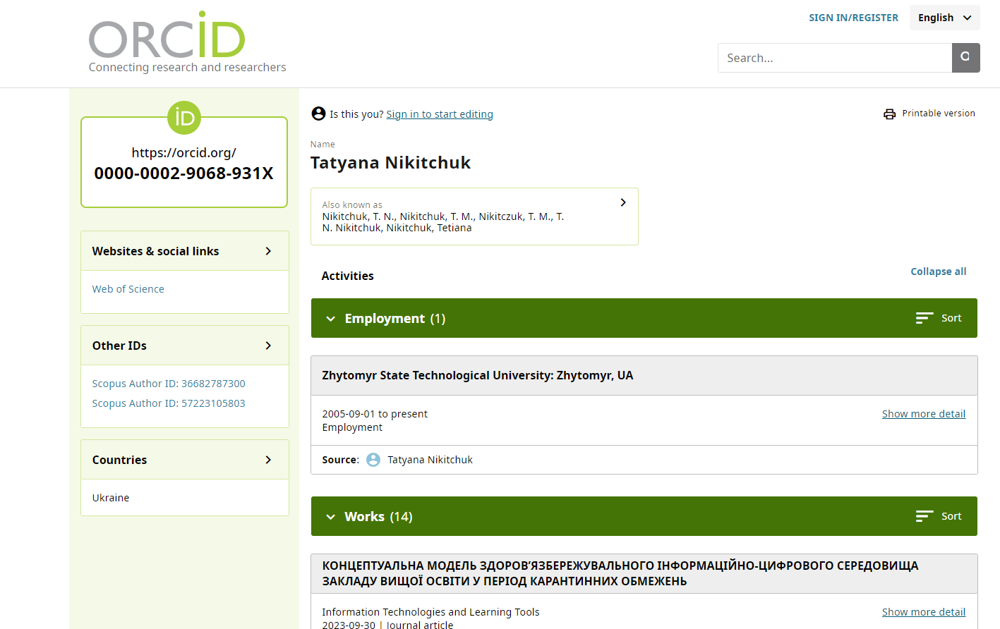 ORCID
Connecting research and researchers
SIGN IN/REGISTER
English
Search...
iD
https://orcid.org/
0000-0002-9068-931X
Websites & social links
Web of Science
Other IDs
Scopus Author ID: 36682787300
Scopus Author ID: 57223105803
Countries
Ukraine
Is this you? Sign in to start editing
Printable version
Name
Tatyana Nikitchuk
Also known as
Nikitchuk, T. N., Nikitchuk, T. M., Nikitczuk, T. M., T.
N. Nikitchuk, Nikitchuk, Tetiana
Activities
Collapse all
Employment (1)
Sort
Zhytomyr State Technological University: Zhytomyr, UA
2005-09-01 to present
Show more detail
Employment
Source: Tatyana Nikitchuk
Works (14)
Sort
КОНЦЕПТУАЛЬНА МОДЕЛЬ ЗДОРОВ’ЯЗБЕРЕЖУВАЛЬНОГО ІНФОРМАЦІЙНО-ЦИФРОВОГО СЕРЕДОВИЩА
ЗАКЛАДУ ВИЩОЇ ОСВІТИ У ПЕРІОД КАРАНТИННИХ ОБМЕЖЕНЬ
Information Technologies and Learning Tools
Show more detail
2023-09-30 | Journal article